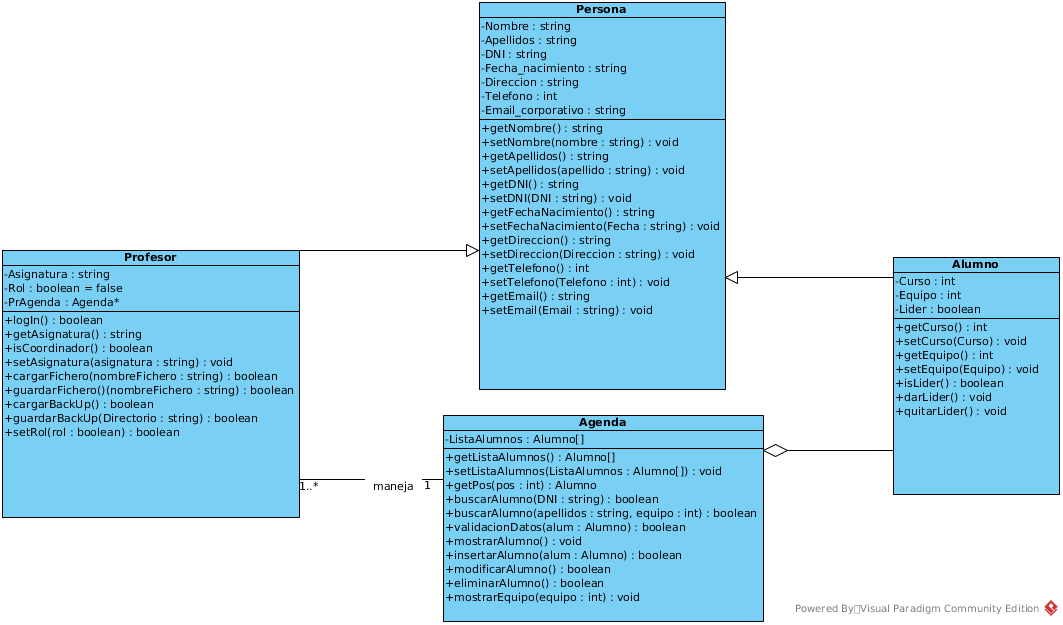 Persona
-Nombre : string
-Apellidos : string
-DNI : string
-Fecha_nacimiento : string
-Direccion : string
-Telefono : int
-Email_corporativo : string
+getNombre() : string
+setNombre(nombre : string) : void
+getApellidos() : string
+setApellidos(apellido : string) : void
+getDNI() : string
+setDNI(DNI : string) : void
+getFechaNacimiento() : string
+setFechaNacimiento(Fecha : string) : void
+getDireccion() : string
+setDireccion(Direccion : string) : void
+getTelefono() : int
+setTelefono(Telefono : int) : void
+getEmail() : string
+setEmail(Email : string) : void
Profesor
-Asignatura : string
-Rol : boolean = false
-PrAgenda : Agenda*
+logIn() : boolean
+getAsignatura() : string
+isCoordinador() : boolean
+setAsignatura(asignatura : string) : void
+cargarFichero(nombreFichero : string) : boolean
+guardarFichero()(nombreFichero : string) : boolean
+cargarBackUp() : boolean
+guardarBackUp(Directorio : string) : boolean
+setRol(rol : boolean) : boolean
Alumno
-Curso : int
-Equipo : int
-Lider : boolean
+getCurso() : int
+setCurso(Curso) : void
+getEquipo() : int
+setEquipo(Equipo) : void
+isLider() : boolean
+darLider() : void
+quitarLider() : void
1..* maneja 1
Agenda
-ListaAlumnos : Alumno[]
+getListaAlumnos() : Alumno[]
+setListaAlumnos(ListaAlumnos : Alumno[]) : void
+getPos(pos : int) : Alumno
+buscarAlumno(DNI : string) : boolean
+buscarAlumno(apellidos : string, equipo : int) : boolean
+validacionDatos(alum : Alumno) : boolean
+mostrarAlumno() : void
+insertarAlumno(alum : Alumno) : boolean
+modificarAlumno() : boolean
+eliminarAlumno() : boolean
+mostrarEquipo(equipo : int) : void
Powered By Visual Paradigm Community Edition